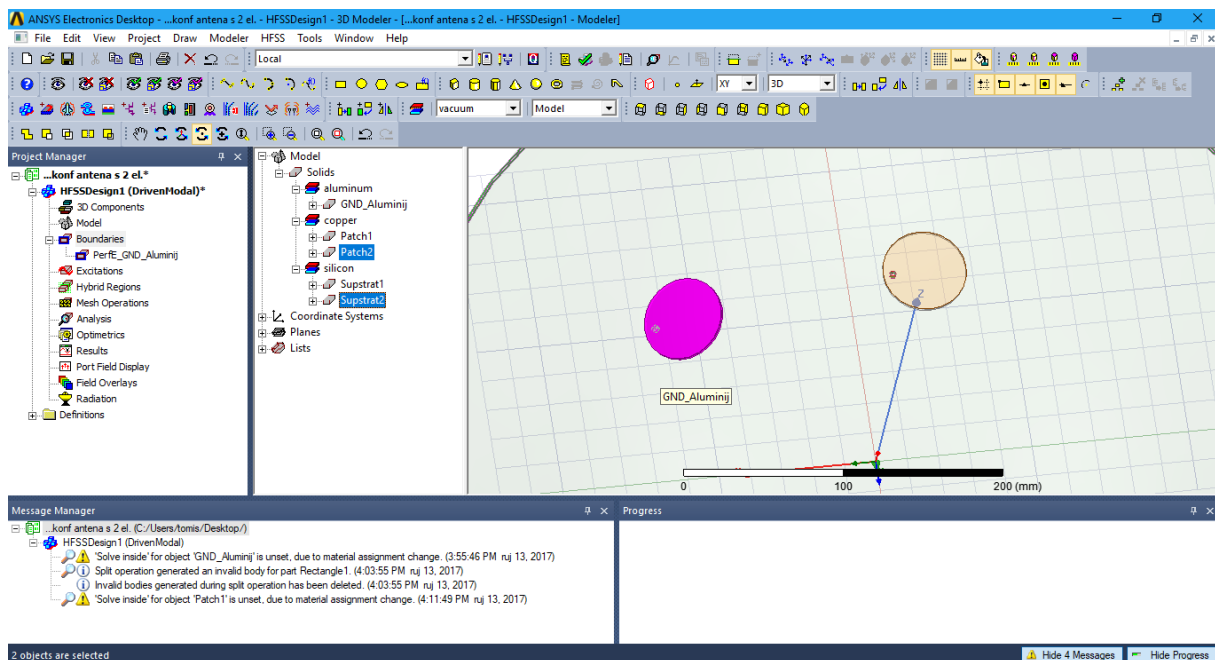 ANSYS Electronics Desktop - ...konf antena s 2 el. - HFSSDesign1 - 3D Modeler - [...konf antena s 2 el. - HFSSDesign1 - Modeler]
File Edit View Project Draw Modeler HFSS Tools Window Help
Local
XY 3D
vacuum Model
Project Manager
...konf antena s 2 el.*
HFSSDesign1 (DrivenModal)*
3D Components
Model
Boundaries
PerfE_GND_Aluminij
Excitations
Hybrid Regions
Mesh Operations
Analysis
Optimetrics
Results
Port Field Display
Field Overlays
Radiation
Definitions
Model
Solids
aluminum
GND_Aluminij
copper
Patch1
Patch2
silicon
Supstrat1
Supstrat2
Coordinate Systems
Planes
Lists
Z
GND_Aluminij
0 100 200 (mm)
Message Manager
...konf antena s 2 el. (C:/Users/tomis/Desktop/)
HFSSDesign1 (DrivenModal)
'Solve inside' for object 'GND_Aluminij' is unset, due to material assignment change. (3:55:46 PM ruj 13, 2017)
Split operation generated an invalid body for part Rectangle1. (4:03:55 PM ruj 13, 2017)
Invalid bodies generated during split operation has been deleted. (4:03:55 PM ruj 13, 2017)
'Solve inside' for object 'Patch1' is unset, due to material assignment change. (4:11:49 PM ruj 13, 2017)
Progress
2 objects are selected
Hide 4 Messages Hide Progress